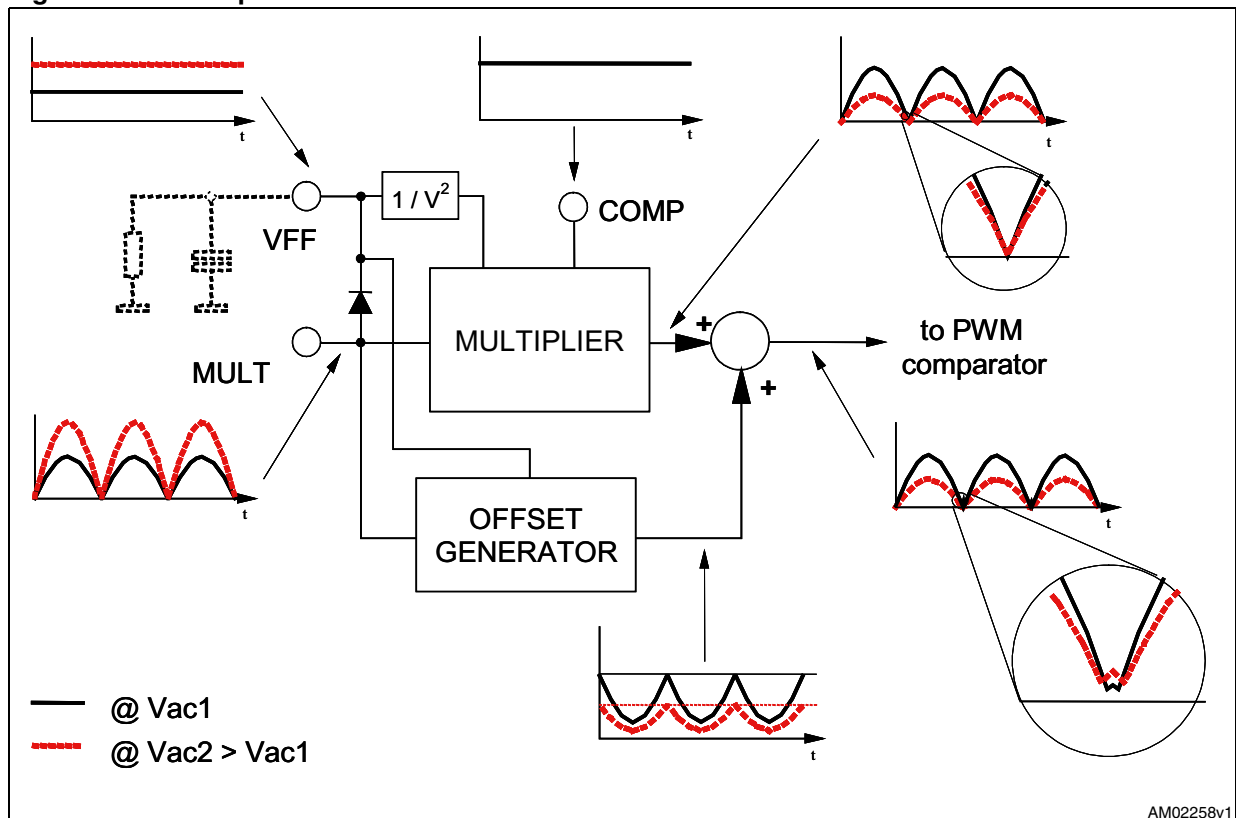 t
t
t
VFF
1 / V²
COMP
MULTIPLIER
+
+
to PWM
comparator
MULT
t
t
OFFSET
GENERATOR
t
@ Vac1
@ Vac2 > Vac1
AM02258v1